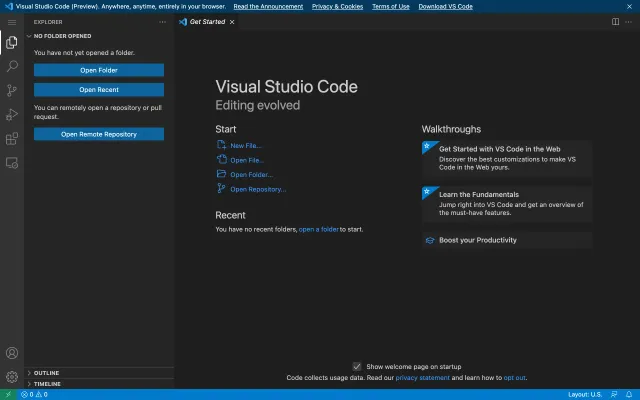 Visual Studio Code (Preview). Anywhere, anytime, entirely in your browser. Read the Announcement Privacy & Cookies Terms of Use Download VS Code
EXPLORER
Get Started
NO FOLDER OPENED
You have not yet opened a folder.
Open Folder
Open Recent
You can remotely open a repository or pull
request.
Open Remote Repository
Visual Studio Code
Editing evolved
Start
New File...
Open File...
Open Folder...
Open Repository...
Recent
You have no recent folders, open a folder to start.
Walkthroughs
Get Started with VS Code in the Web
Discover the best customizations to make VS
Code in the Web yours.
Learn the Fundamentals
Jump right into VS Code and get an overview of
the must-have features.
Boost your Productivity
Show welcome page on startup
Code collects usage data. Read our privacy statement and learn how to opt out.
OUTLINE
TIMELINE
0 0
Layout: U.S.